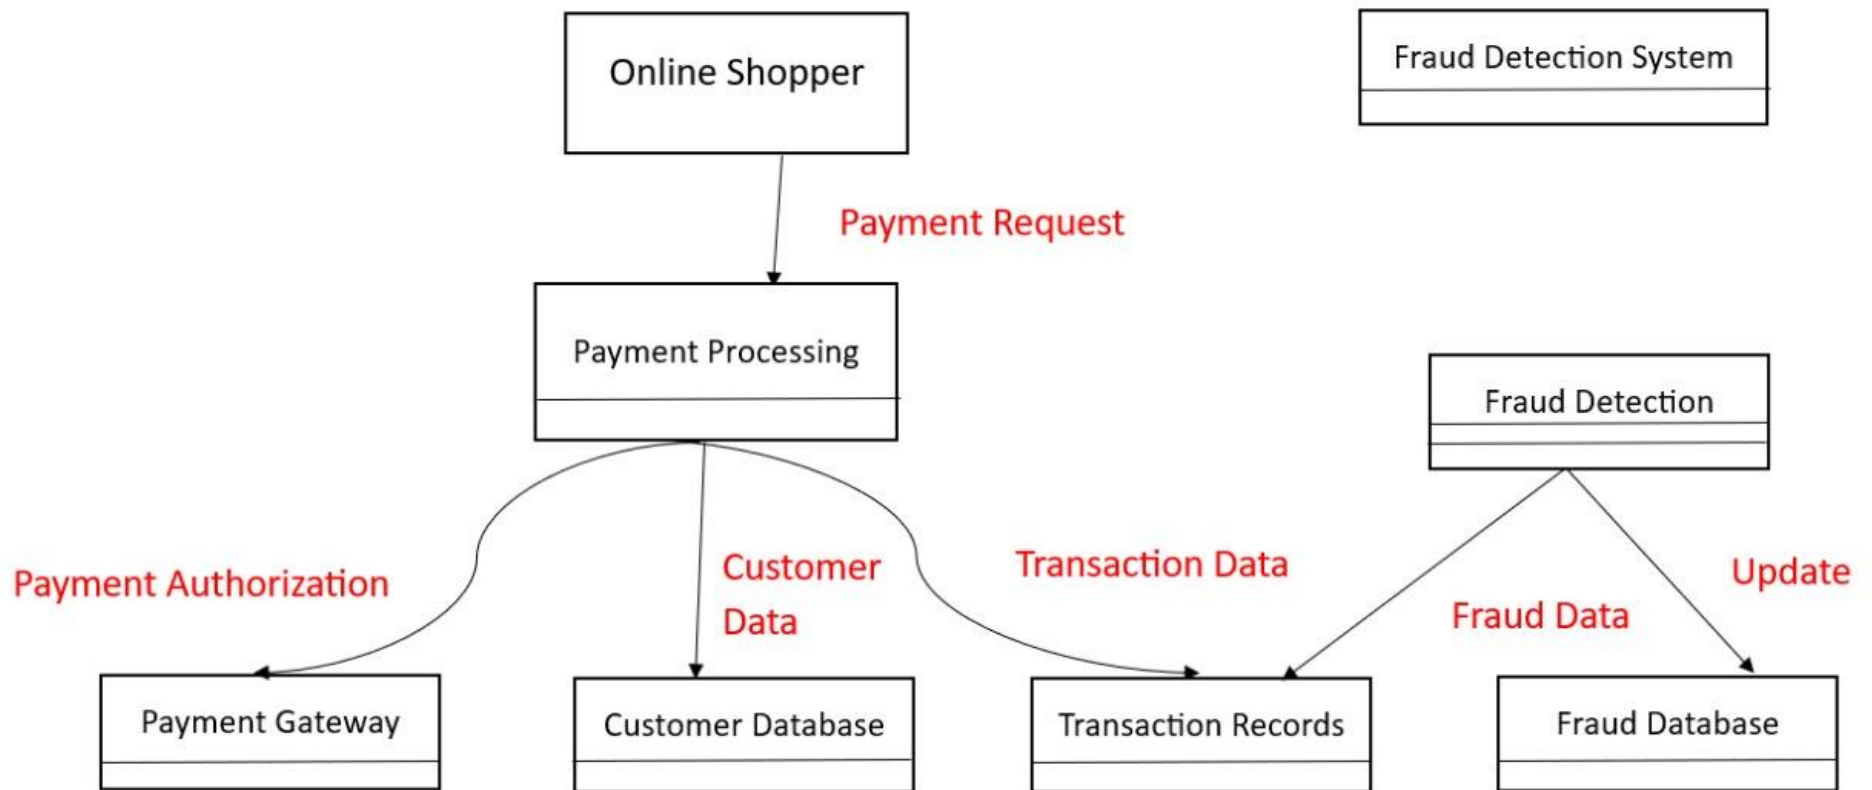 Online Shopper
Fraud Detection System
Payment Request
Payment Processing
Fraud Detection
Payment Authorization
Customer
Data
Transaction Data
Fraud Data
Update
Payment Gateway
Customer Database
Transaction Records
Fraud Database